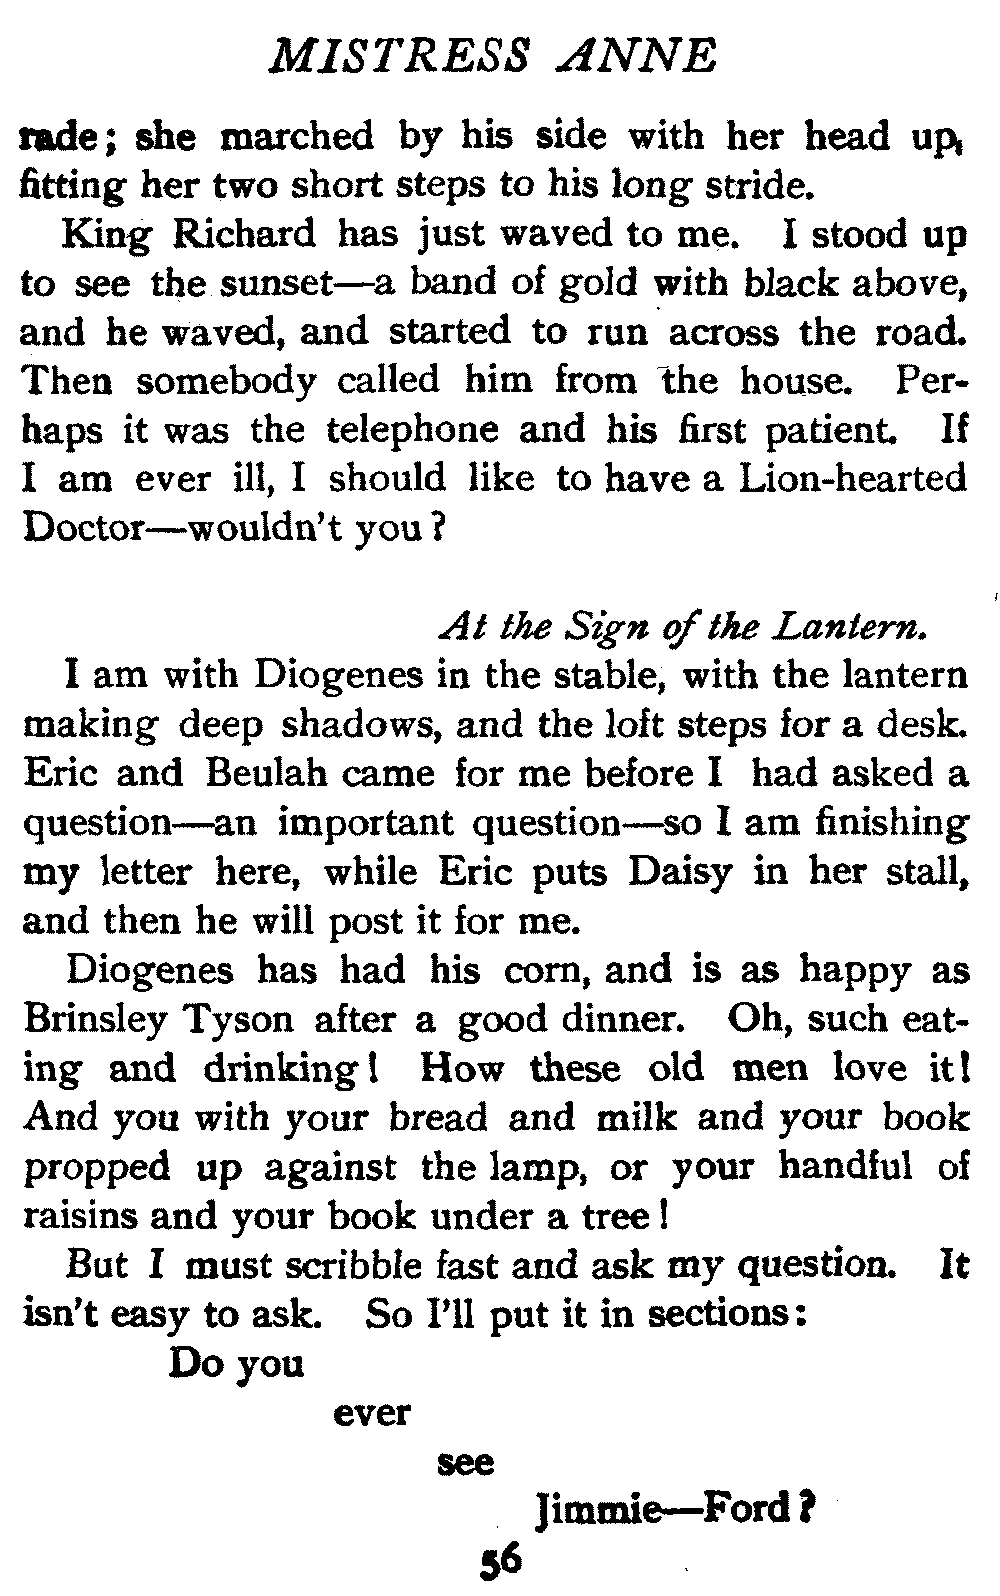 MISTRESS ANNE
rade; she marched by his side with her head up,
fitting her two short steps to his long stride.
King Richard has just waved to me. I stood up
to see the sunset—a band of gold with black above,
and he waved, and started to run across the road.
Then somebody called him from the house. Per-
haps it was the telephone and his first patient. If
I am ever ill, I should like to have a Lion-hearted
Doctor—wouldn't you?
At the Sign of the Lantern.
I am with Diogenes in the stable, with the lantern
making deep shadows, and the loft steps for a desk.
Eric and Beulah came for me before I had asked a
question—an important question—so I am finishing
my letter here, while Eric puts Daisy in her stall,
and then he will post it for me.
Diogenes has had his corn, and is as happy as
Brinsley Tyson after a good dinner. Oh, such eat-
ing and drinking! How these old men love it!
And you with your bread and milk and your book
propped up against the lamp, or your handful of
raisins and your book under a tree!
But I must scribble fast and ask my question. It
isn't easy to ask. So I'll put it in sections:
Do you
ever
see
Jimmie—Ford?
56